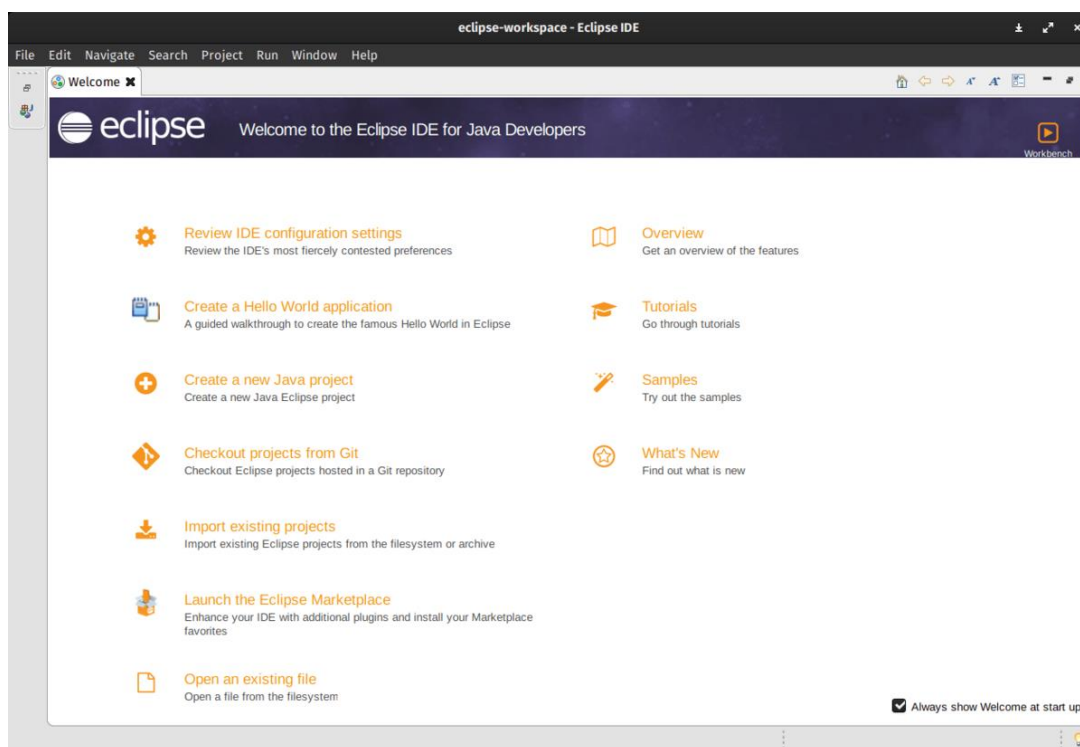 eclipse-workspace - Eclipse IDE
File Edit Navigate Search Project Run Window Help
Welcome
eclipse Welcome to the Eclipse IDE for Java Developers
Workbench
Review IDE configuration settings
Review the IDE's most fiercely contested preferences
Create a Hello World application
A guided walkthrough to create the famous Hello World in Eclipse
Create a new Java project
Create a new Java Eclipse project
Checkout projects from Git
Checkout Eclipse projects hosted in a Git repository
Import existing projects
Import existing Eclipse projects from the filesystem or archive
Launch the Eclipse Marketplace
Enhance your IDE with additional plugins and install your Marketplace
favorites
Open an existing file
Open a file from the filesystem
Overview
Get an overview of the features
Tutorials
Go through tutorials
Samples
Try out the samples
What's New
Find out what is new
Always show Welcome at start up